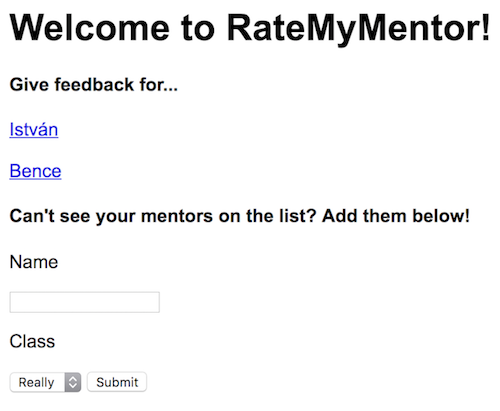 Welcome to RateMyMentor!
Give feedback for...
István
Bence
Can't see your mentors on the list? Add them below!
Name
Class
Really Submit